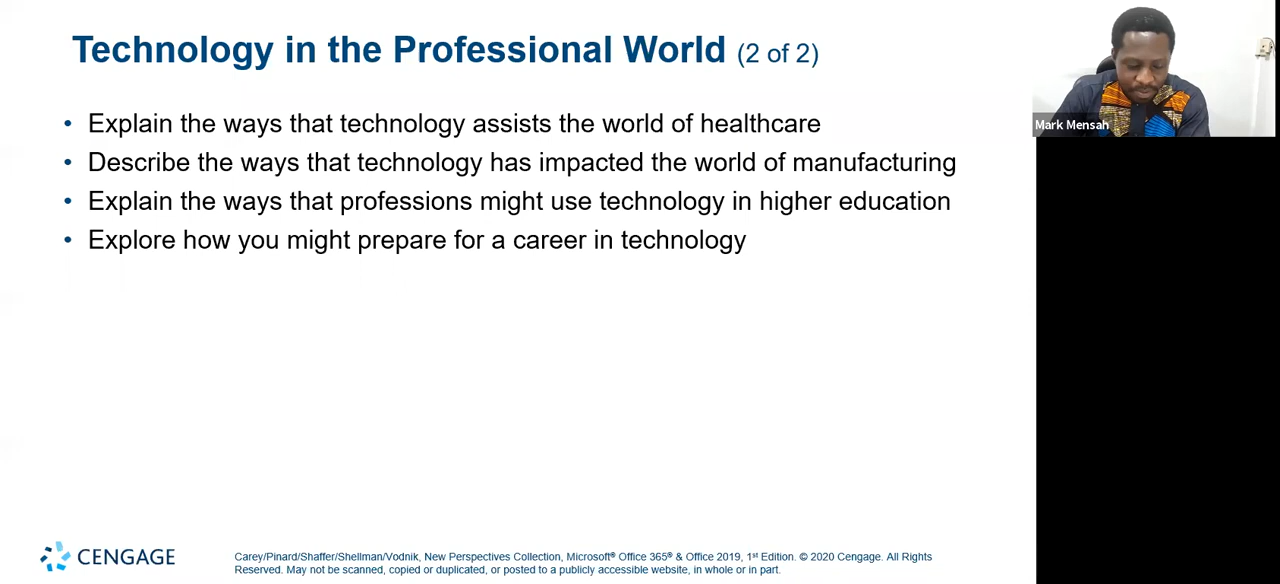 Technology in the Professional World (2 of 2)
• Explain the ways that technology assists the world of healthcare
• Describe the ways that technology has impacted the world of manufacturing
• Explain the ways that professions might use technology in higher education
• Explore how you might prepare for a career in technology
Mark Mensah
CENGAGE
Carey/Pinard/Shaffer/Shellman/Vodnik, New Perspectives Collection, Microsoft® Office 365® & Office 2019, 1st Edition. © 2020 Cengage. All Rights
Reserved. May not be scanned, copied or duplicated, or posted to a publicly accessible website, in whole or in part.